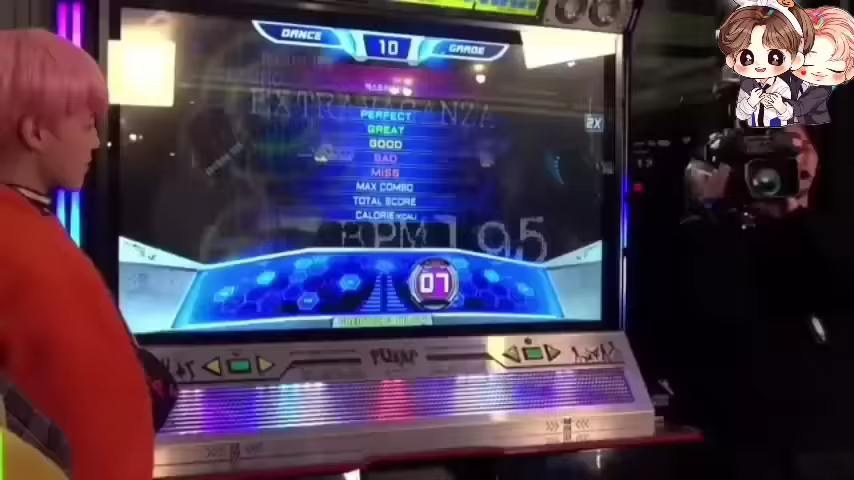 DANCE 10 GRADE
EXTRAVAGANZA
PERFECT
GREAT
GOOD
BAD
MISS
MAX COMBO
TOTAL SCORE
CALORIE (KCAL)
2X
BPM 195
07
PUMP